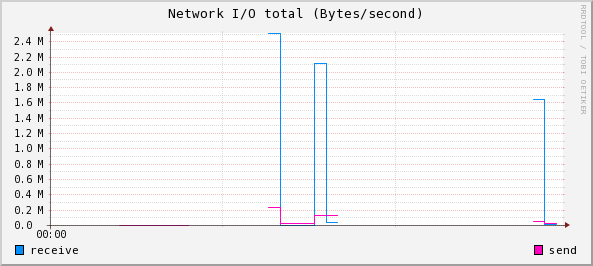 Network I/O total (Bytes/second)
RRDTOOL / TOBI OETIKER
2.4 M
2.2 M
2.0 M
1.8 M
1.6 M
1.4 M
1.2 M
1.0 M
0.8 M
0.6 M
0.4 M
0.2 M
0.0
00:00
receive
send